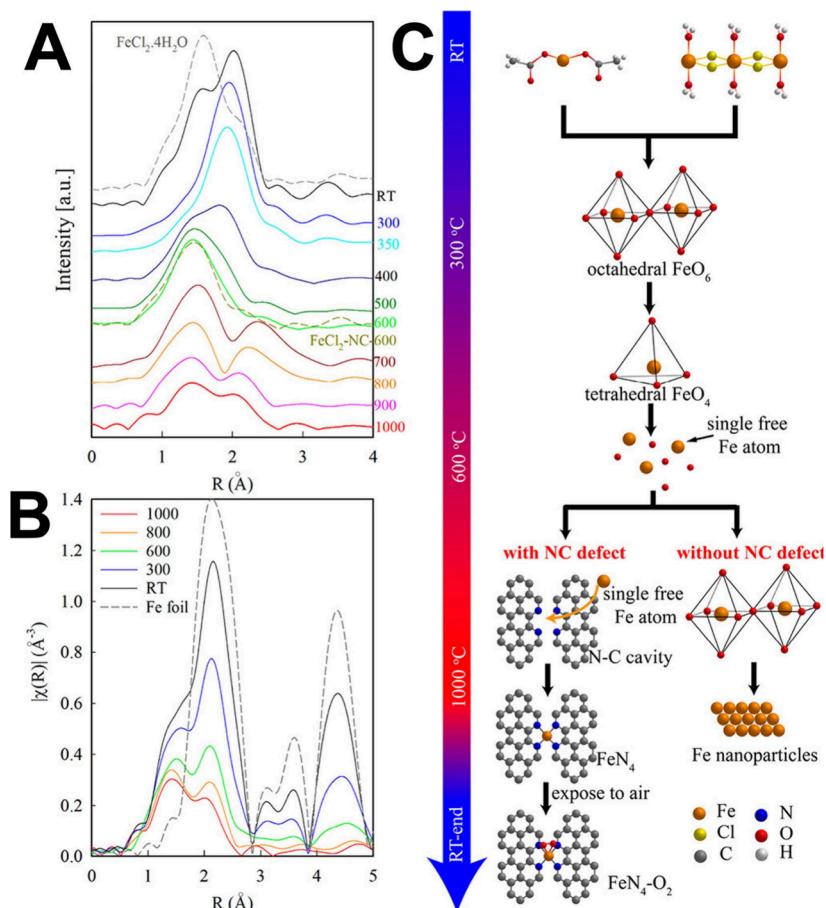 A
FeCl₂.4H₂O
RT
300
350
400
500
600
FeCl₂-NC-600
700
800
900
1000
Intensity [a.u.]
0 1 2 3 4
R (Å)
B
1.4
1.2
1.0
0.8
0.6
0.4
0.2
0.0
1000
800
600
300
RT
Fe foil
|χ(R)| (Å⁻³)
0 1 2 3 4 5
R (Å)
C
RT
300 °C
600 °C
1000 °C
RT-end
octahedral FeO₆
tetrahedral FeO₄
single free
Fe atom
with NC defect
without NC defect
single free
Fe atom
N-C cavity
FeN₄
Fe nanoparticles
expose to air
FeN₄-O₂
Fe N
Cl O
C H